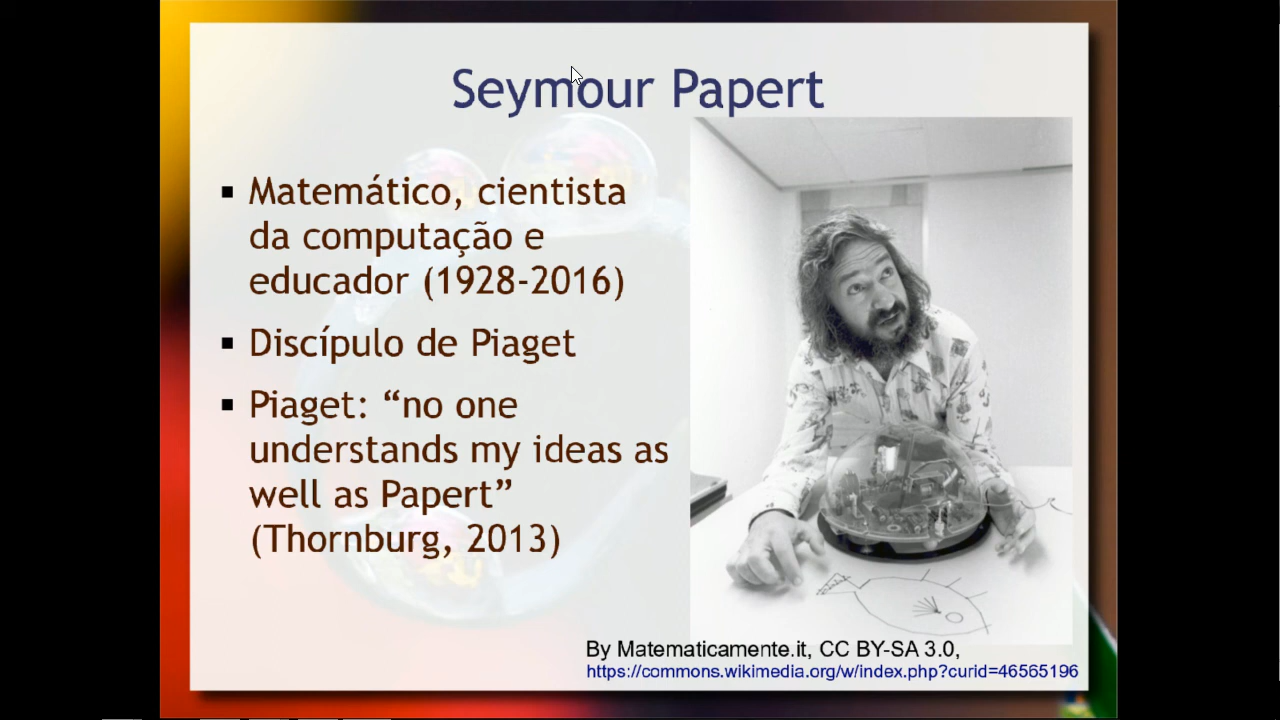 Seymour Papert
▪ Matemático, cientista
da computação e
educador (1928-2016)
▪ Discípulo de Piaget
▪ Piaget: “no one
understands my ideas as
well as Papert”
(Thornburg, 2013)
By Matematicamente.it, CC BY-SA 3.0,
https://commons.wikimedia.org/w/index.php?curid=46565196